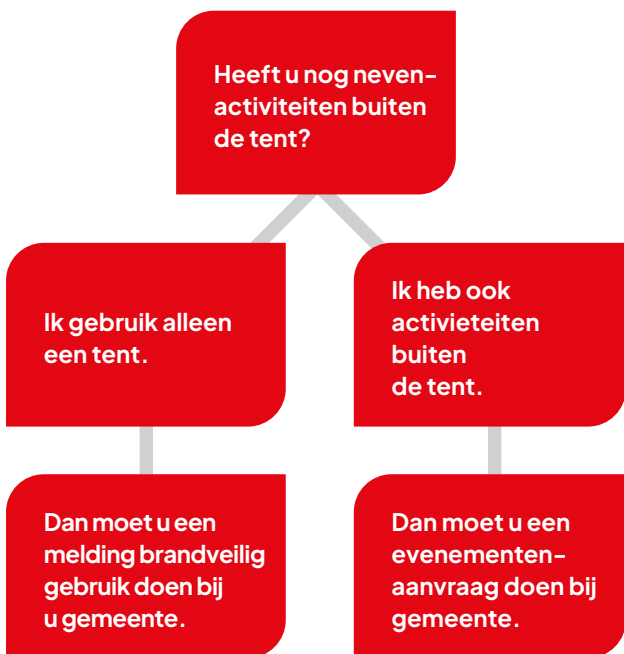 Heeft u nog neven-
activiteiten buiten
de tent?
Ik gebruik alleen
een tent.
Ik heb ook
activieteiten
buiten
de tent.
Dan moet u een
melding brandveilig
gebruik doen bij
u gemeente.
Dan moet u een
evenementen-
aanvraag doen bij
gemeente.